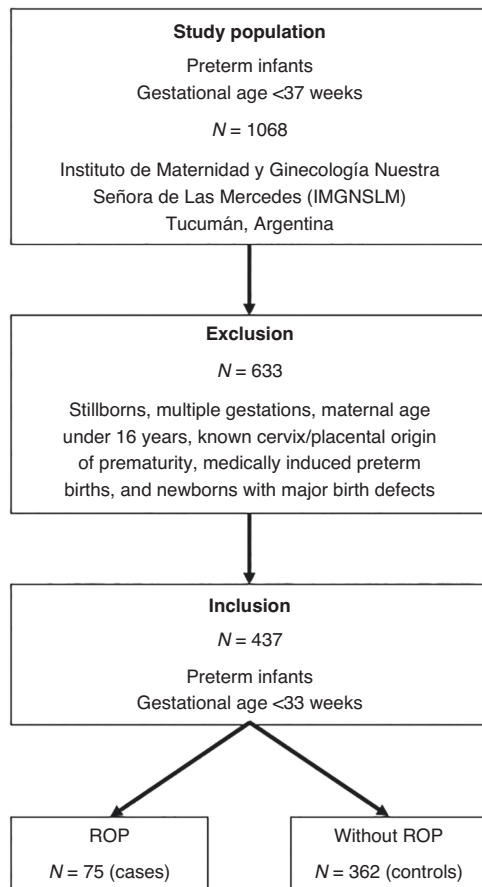 Study population
Preterm infants
Gestational age <37 weeks
N = 1068
Instituto de Maternidad y Ginecología Nuestra
Señora de Las Mercedes (IMGNSLM)
Tucumán, Argentina
Exclusion
N = 633
Stillborns, multiple gestations, maternal age
under 16 years, known cervix/placental origin
of prematurity, medically induced preterm
births, and newborns with major birth defects
Inclusion
N = 437
Preterm infants
Gestational age <33 weeks
ROP
N = 75 (cases)
Without ROP
N = 362 (controls)